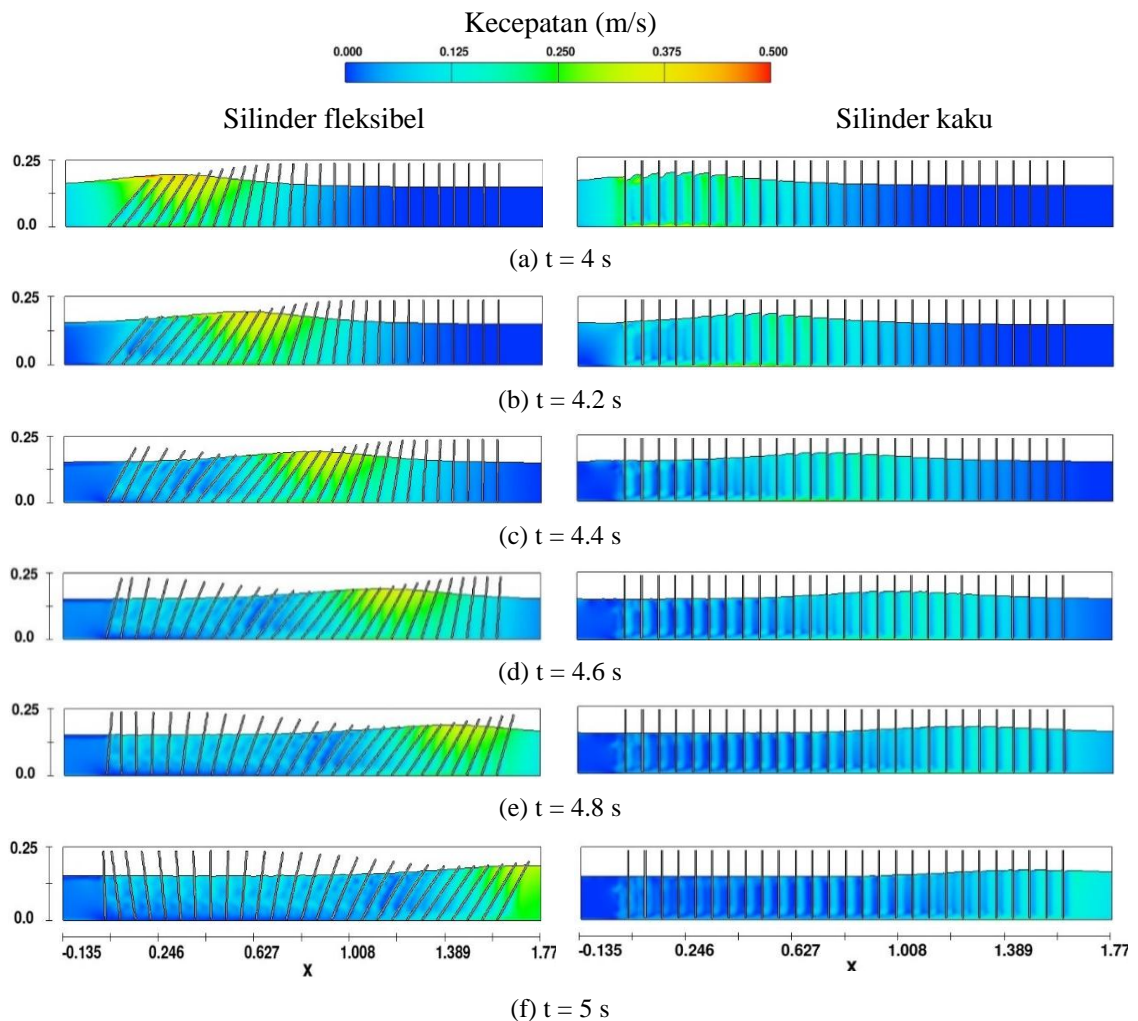 Kecepatan (m/s)
0.000 0.125 0.250 0.375 0.500
Silinder fleksibel Silinder kaku
0.25
0.0
(a) t = 4 s
0.25
0.0
(b) t = 4.2 s
0.25
0.0
(c) t = 4.4 s
0.25
0.0
(d) t = 4.6 s
0.25
0.0
(e) t = 4.8 s
0.25
0.0
-0.135 0.246 0.627 1.008 1.389 1.77 -0.135 0.246 0.627 1.008 1.389 1.77
X X
(f) t = 5 s